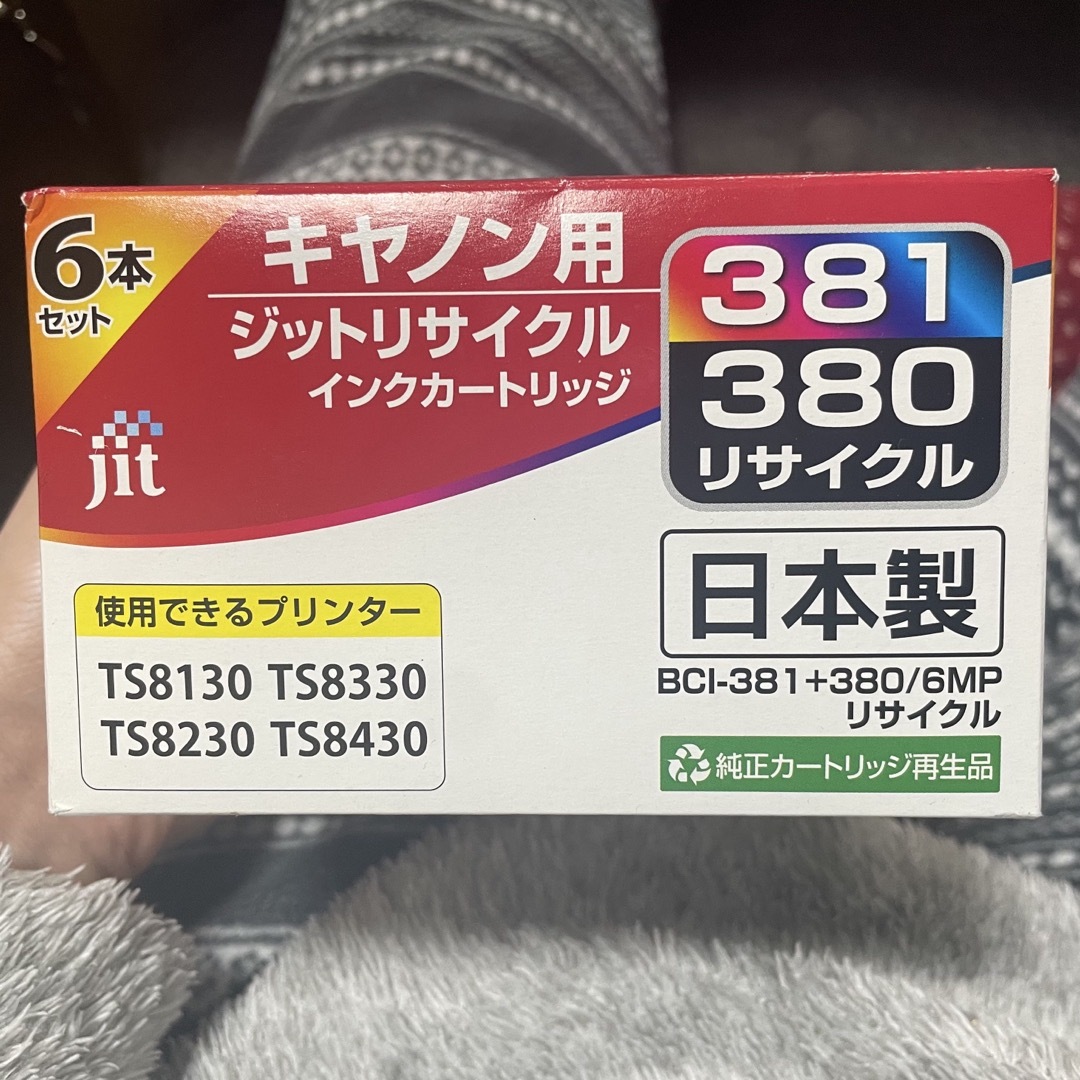 6本
セット
キヤノン用
ジットリサイクル
インクカートリッジ
jit
381
380
リサイクル
日本製
BCI-381+380/6MP
リサイクル
純正カートリッジ再生品
使用できるプリンター
TS8130 TS8330
TS8230 TS8430